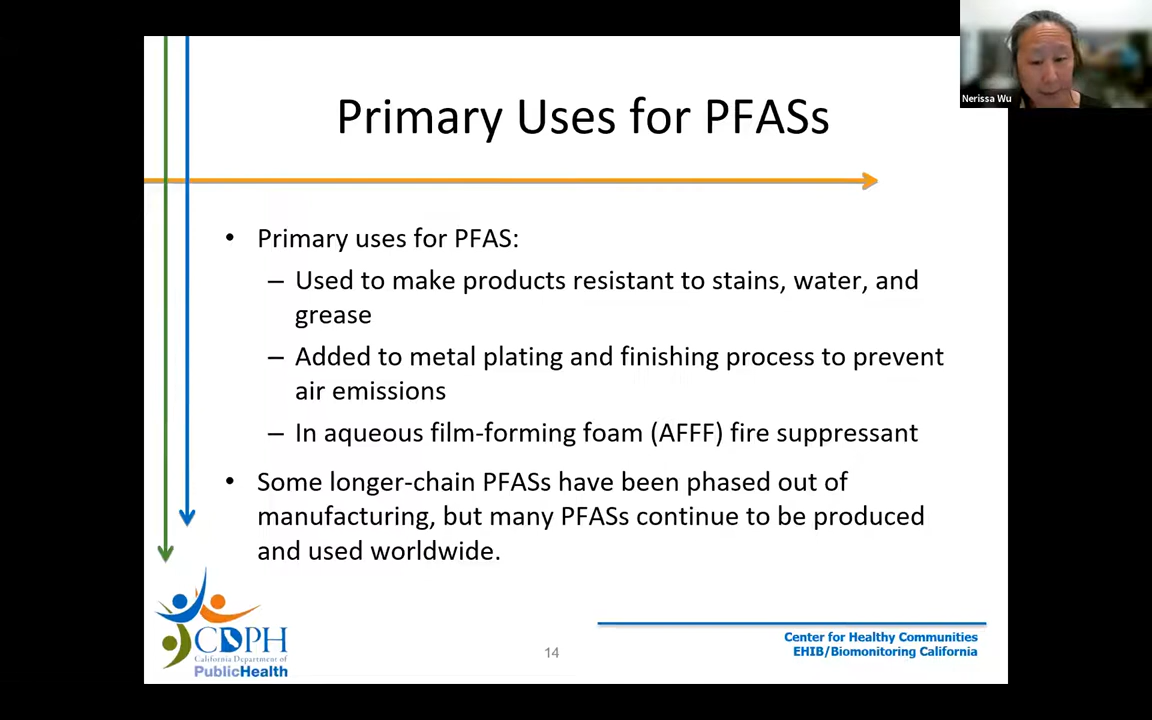 Nerissa Wu
Primary Uses for PFASs
• Primary uses for PFAS:
– Used to make products resistant to stains, water, and
grease
– Added to metal plating and finishing process to prevent
air emissions
– In aqueous film-forming foam (AFFF) fire suppressant
• Some longer-chain PFASs have been phased out of
manufacturing, but many PFASs continue to be produced
and used worldwide.
CDPH
California Department of
PublicHealth
14
Center for Healthy Communities
EHIB/Biomonitoring California